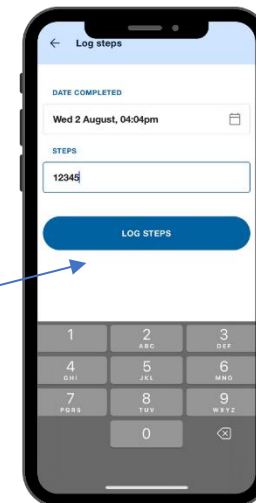 Log steps
DATE COMPLETED
Wed 2 August, 04:04pm
STEPS
12345
LOG STEPS
1 2 3
ABC DEF
4 5 6
GHI JKL MNO
7 8 9
PQRS TUV WXYZ
0